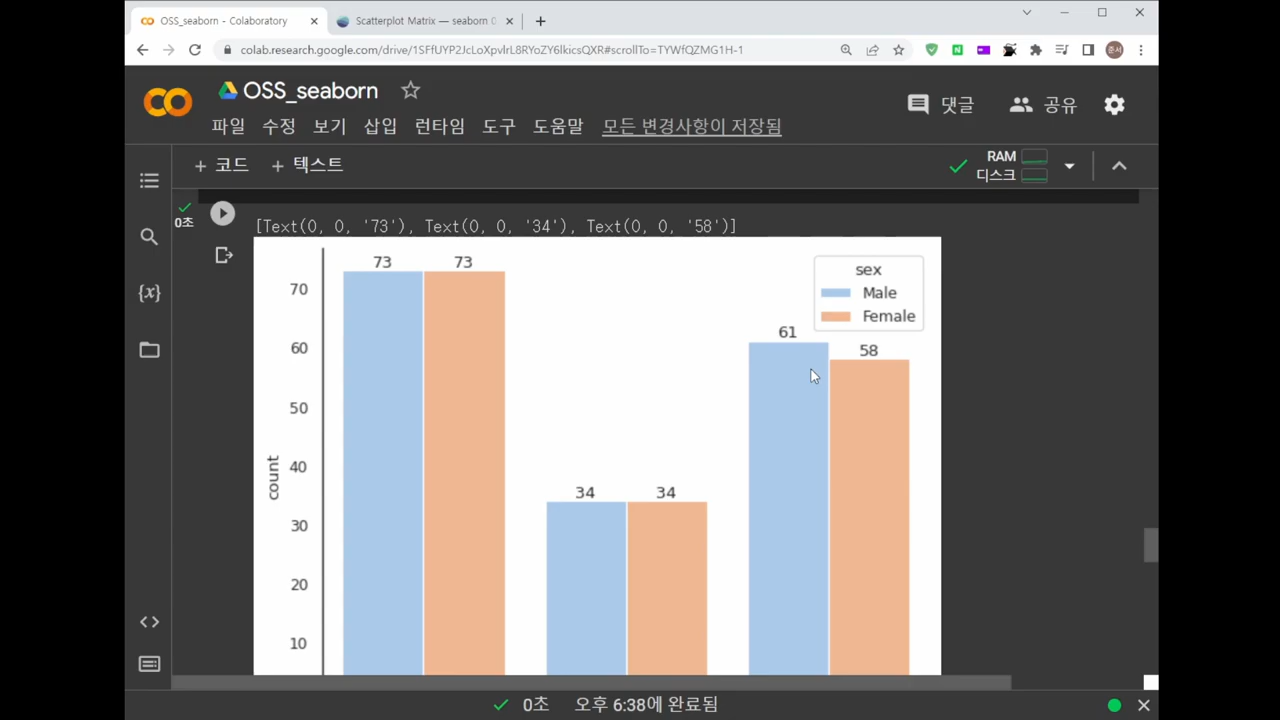 OSS_seaborn - Colaboratory
Scatterplot Matrix — seaborn 0
colab.research.google.com/drive/1SFfUYP2JcLoXpvlrL8RYoZY6lkicsQXR#scrollTo=TYWfQZMG1H-1
준서
OSS_seaborn
댓글
공유
파일 수정 보기 삽입 런타임 도구 도움말 모든 변경사항이 저장됨
+ 코드 + 텍스트
RAM
디스크
0초
[Text(0, 0, '73'), Text(0, 0, '34'), Text(0, 0, '58')]
73 73
sex
Male
Female
61
58
34 34
70
60
50
40
30
20
10
count
{x}
0초 오후 6:38에 완료됨